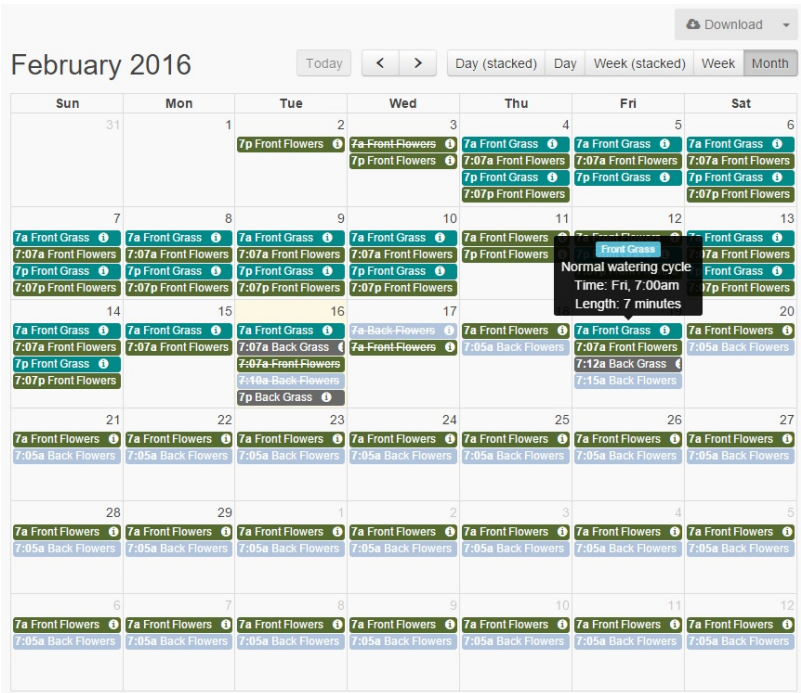 Download
February 2016 Today < > Day (stacked) Day Week (stacked) Week Month
Sun Mon Tue Wed Thu Fri Sat
31 1 2 3 4 5 6
7p Front Flowers 7a Front Flowers 7a Front Grass 7a Front Grass 7a Front Grass
7p Front Flowers 7:07a Front Flowers 7:07a Front Flowers 7:07a Front Flowers
7p Front Grass 7p Front Grass 7p Front Grass
7:07p Front Flowers 7:07p Front Flowers
7 8 9 10 11 12 13
7a Front Grass 7a Front Grass 7a Front Grass 7a Front Grass 7a Front Flowers Front Grass
7:07a Front Flowers 7:07a Front Flowers 7:07a Front Flowers 7:07a Front Flowers 7p Front Front Flowers
7p Front Grass 7p Front Grass 7p Front Grass 7p Front Grass Front Grass
7:07p Front Flowers 7:07p Front Flowers 7:07p Front Flowers 7:07p Front Flowers Front Flowers
Front Grass
Normal watering cycle
Time: Fri, 7:00am
Length: 7 minutes
14 15 16 17 20
7a Front Grass 7a Front Grass 7a Front Grass 7a Back Flowers 7a Front Flowers 7a Front Grass 7a Front Flowers
7:07a Front Flowers 7:07a Front Flowers 7:07a Back Grass 7a Front Flowers 7:05a Back Flowers 7:07a Front Flowers 7:05a Back Flowers
7p Front Grass 7:07a Front Flowers 7:12a Back Grass
7:07p Front Flowers 7:10a Back Flowers 7:15a Back Flowers
7p Back Grass
21 22 23 24 25 26 27
7a Front Flowers 7a Front Flowers 7a Front Flowers 7a Front Flowers 7a Front Flowers 7a Front Flowers 7a Front Flowers
7:05a Back Flowers 7:05a Back Flowers 7:05a Back Flowers 7:05a Back Flowers 7:05a Back Flowers 7:05a Back Flowers 7:05a Back Flowers
28 29 1 2 3 4 5
7a Front Flowers 7a Front Flowers 7a Front Flowers 7a Front Flowers 7a Front Flowers 7a Front Flowers 7a Front Flowers
7:05a Back Flowers 7:05a Back Flowers 7:05a Back Flowers 7:05a Back Flowers 7:05a Back Flowers 7:05a Back Flowers 7:05a Back Flowers
6 7 8 9 10 11 12
7a Front Flowers 7a Front Flowers 7a Front Flowers 7a Front Flowers 7a Front Flowers 7a Front Flowers 7a Front Flowers
7:05a Back Flowers 7:05a Back Flowers 7:05a Back Flowers 7:05a Back Flowers 7:05a Back Flowers 7:05a Back Flowers 7:05a Back Flowers